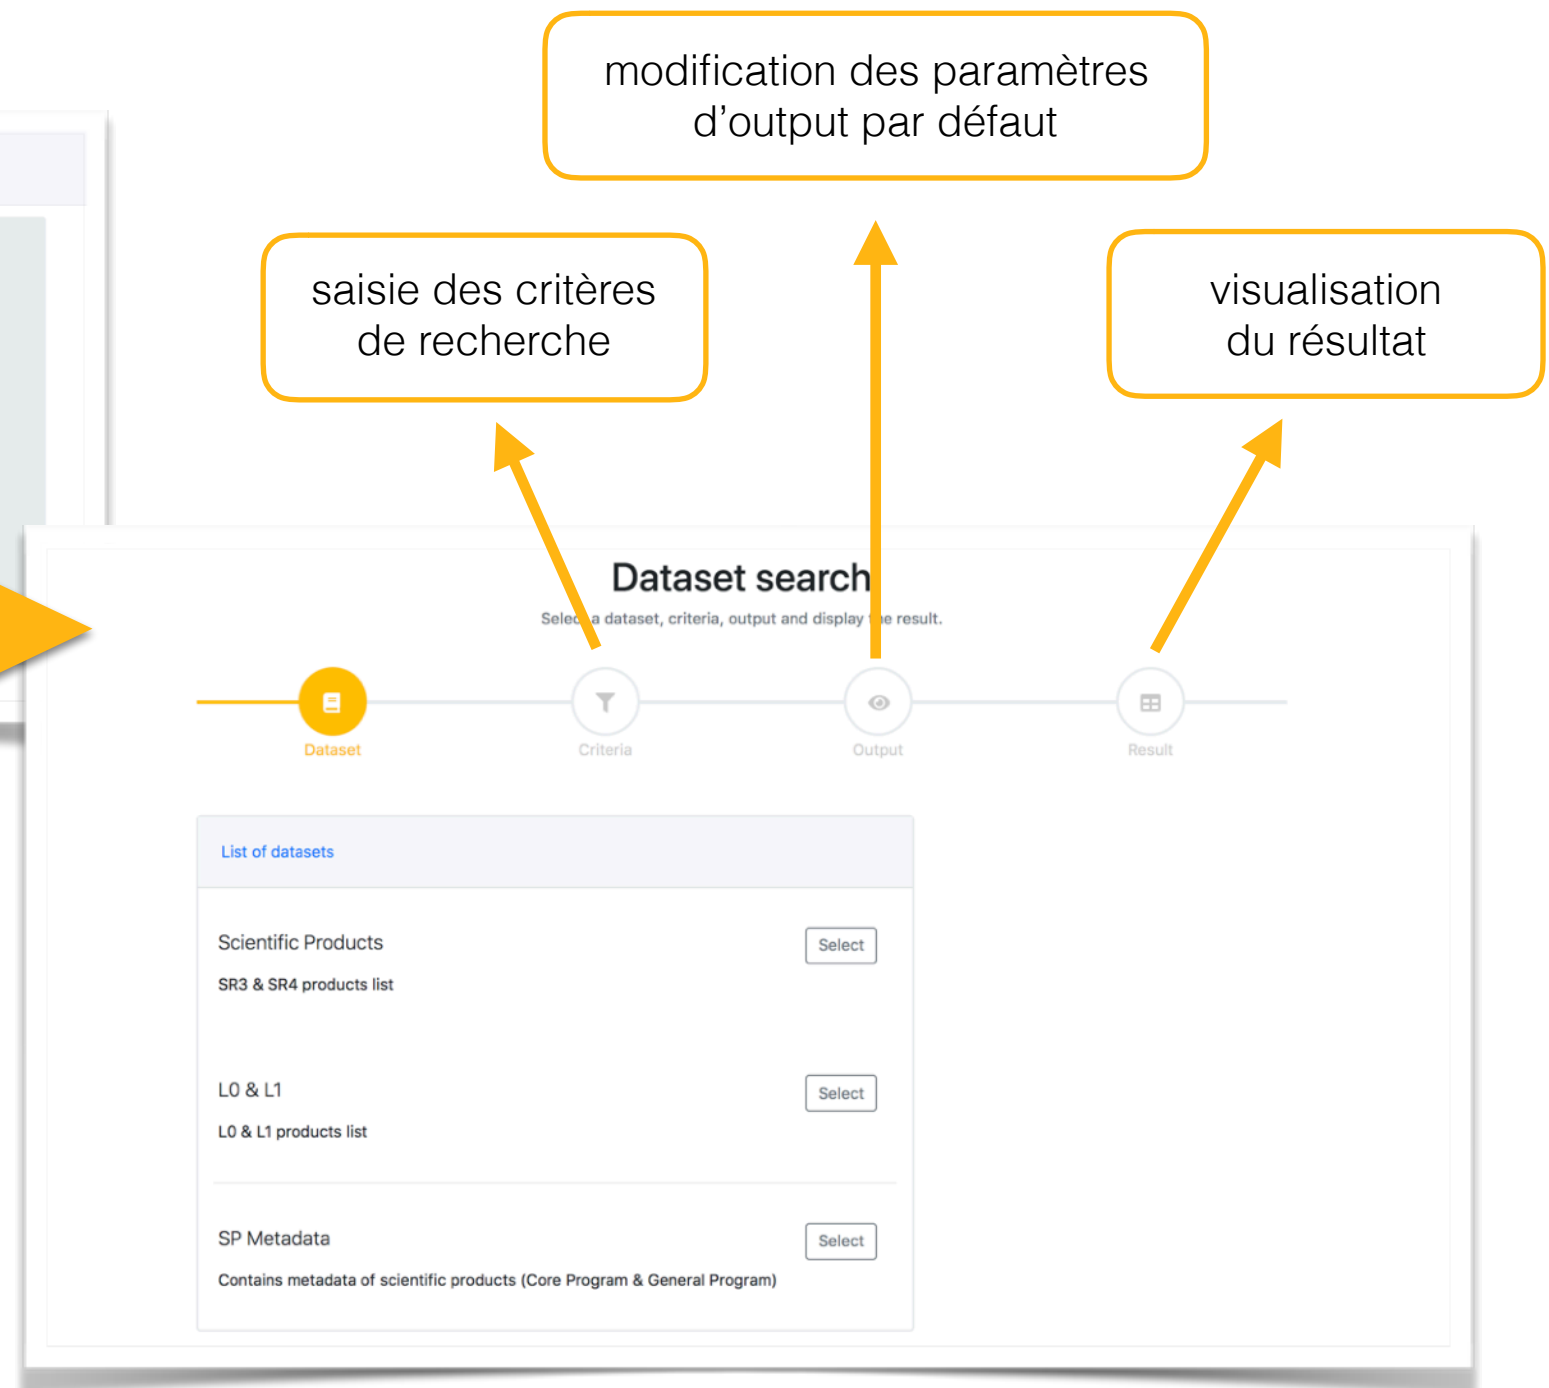 modification des paramètres
d'output par défaut
saisie des critères
de recherche
visualisation
du résultat
Dataset search
Select a dataset, criteria, output and display the result.
Dataset
Criteria
Output
Result
List of datasets
Scientific Products
Select
SR3 & SR4 products list
L0 & L1
Select
L0 & L1 products list
SP Metadata
Select
Contains metadata of scientific products (Core Program & General Program)